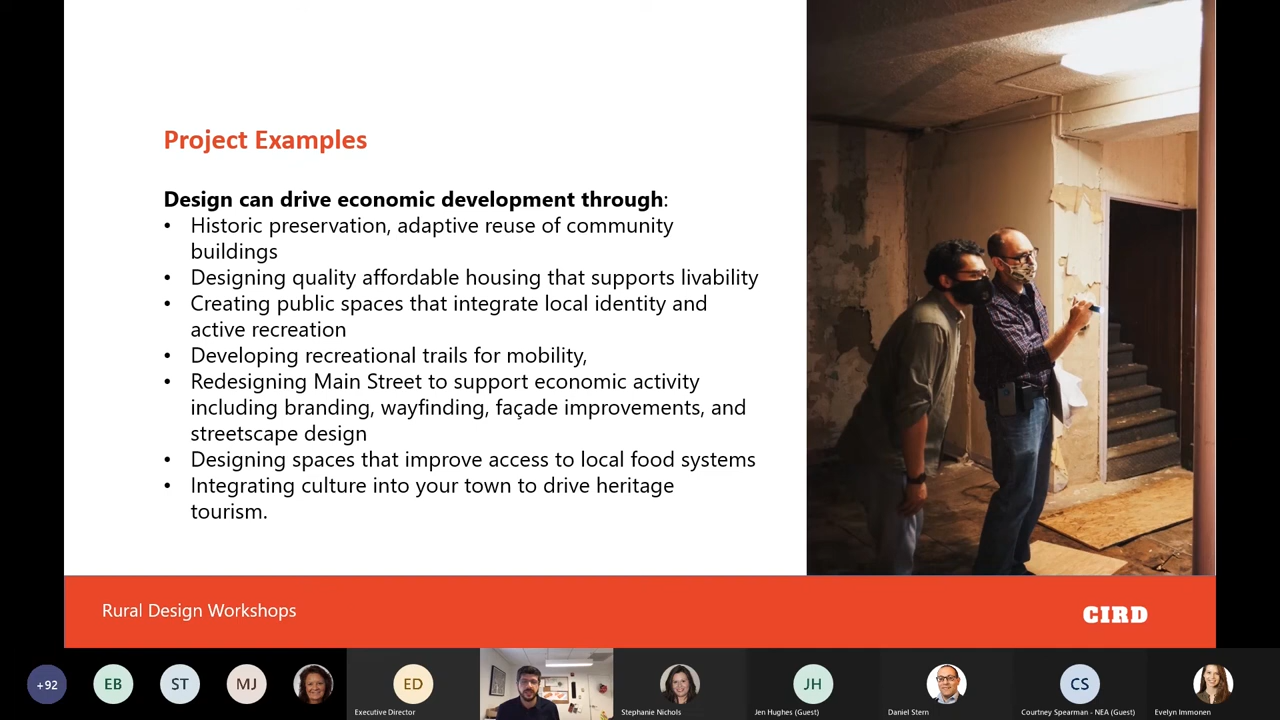 Project Examples
Design can drive economic development through:
• Historic preservation, adaptive reuse of community
buildings
• Designing quality affordable housing that supports livability
• Creating public spaces that integrate local identity and
active recreation
• Developing recreational trails for mobility,
• Redesigning Main Street to support economic activity
including branding, wayfinding, façade improvements, and
streetscape design
• Designing spaces that improve access to local food systems
• Integrating culture into your town to drive heritage
tourism.
Rural Design Workshops
CIRD
+92
EB
ST
MJ
ED
JH
CS
Executive Director
Stephanie Nichols
Jen Hughes (Guest)
Daniel Stern
Courtney Spearman - NEA (Guest)
Evelyn Immonen